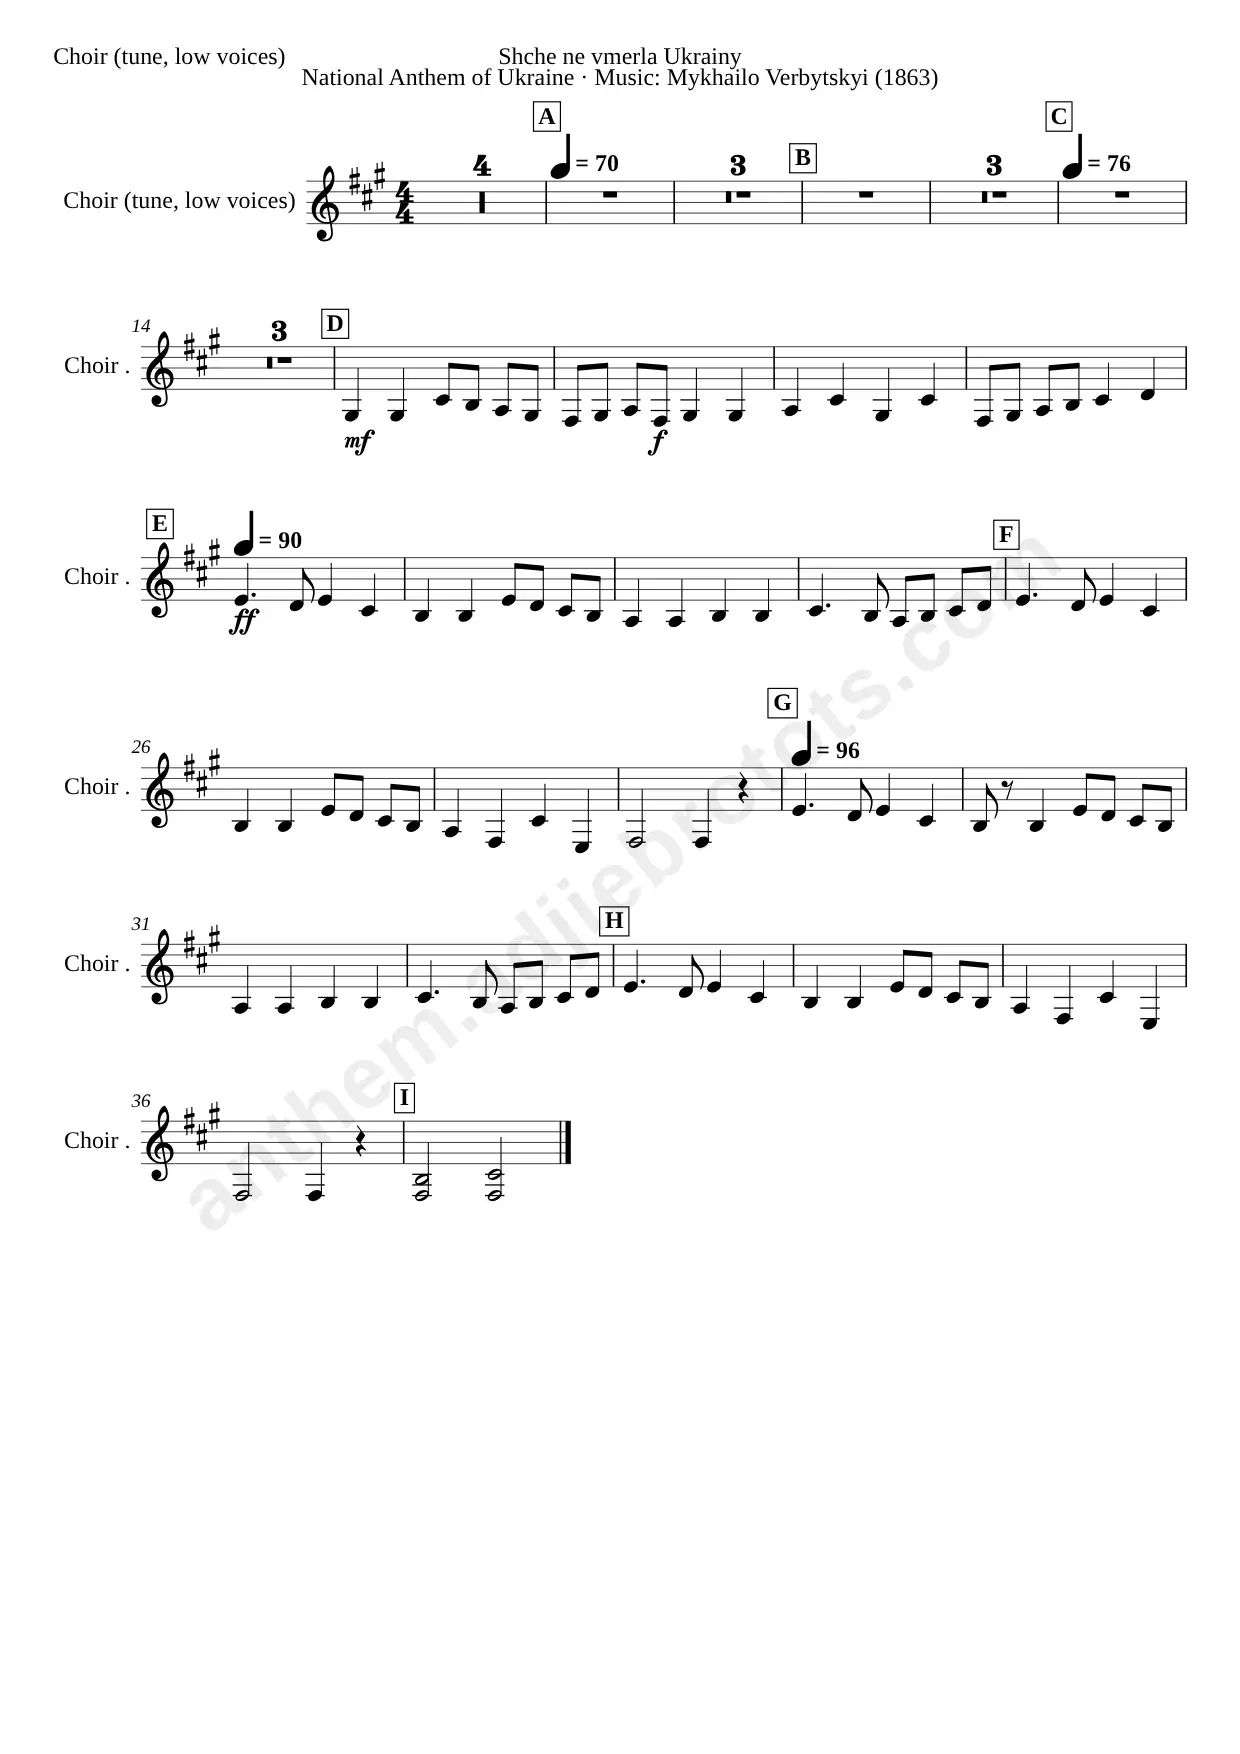 Choir (tune, low voices)
Shche ne vmerla Ukrainy
National Anthem of Ukraine · Music: Mykhailo Verbytskyi (1863)
A
C
4
= 70
3
B
3
= 76
Choir (tune, low voices)
4
4
14
3
D
Choir .
mf
f
E
= 90
F
Choir .
ff
G
26
= 96
Choir .
31
H
Choir .
36
I
Choir .
anthem.adjiebrotots.com